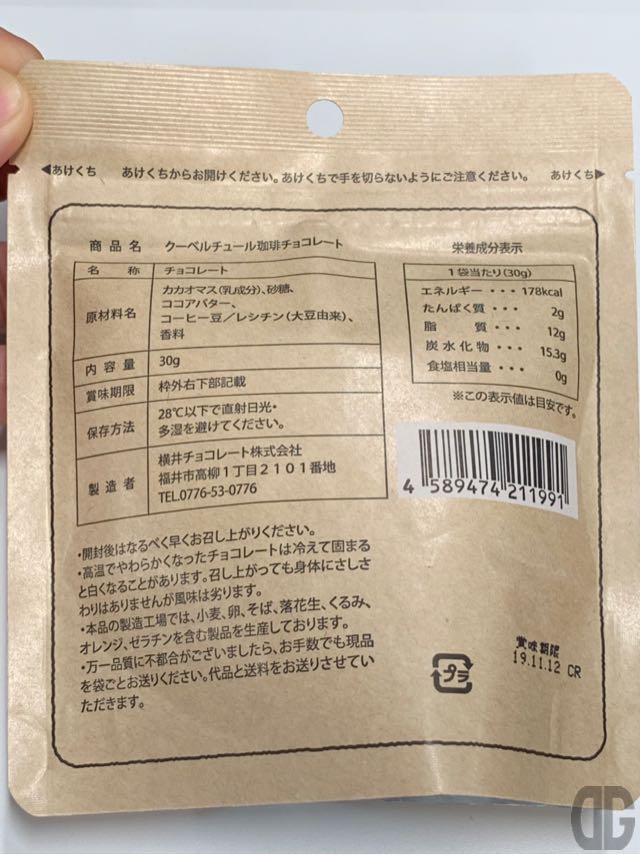 ◀あけくち あけくちからお開けください。あけくちで手を切らないようにご注意ください。 あけくち▶
商品名 クーベルチュール珈琲チョコレート
名称 チョコレート
原材料名 カカオマス(乳成分)、砂糖、
ココアバター、
コーヒー豆/レシチン(大豆由来)、
香料
内容量 30g
賞味期限 枠外右下部記載
保存方法 28℃以下で直射日光・
多湿を避けてください。
製造者 横井チョコレート株式会社
福井市高柳1丁目2101番地
TEL.0776-53-0776
栄養成分表示
1袋当たり(30g)
エネルギー・・・178kcal
たんぱく質・・・2g
脂質・・・12g
炭水化物・・・15.3g
食塩相当量・・・0g
※この表示値は目安です。
4 589474 211991
・開封後はなるべく早くお召し上がりください。
・高温でやわらかくなったチョコレートは冷えて固まる
と白くなることがあります。召し上がっても身体にさしさ
わりはありませんが風味は劣ります。
・本品の製造工場では、小麦、卵、そば、落花生、くるみ、
オレンジ、ゼラチンを含む製品を生産しております。
・万一品質に不都合がございましたら、お手数でも現品
を袋ごとお送りください。代品と送料をお送りさせてい
ただきます。
プラ
賞味期限
19.11.12 CR
DG